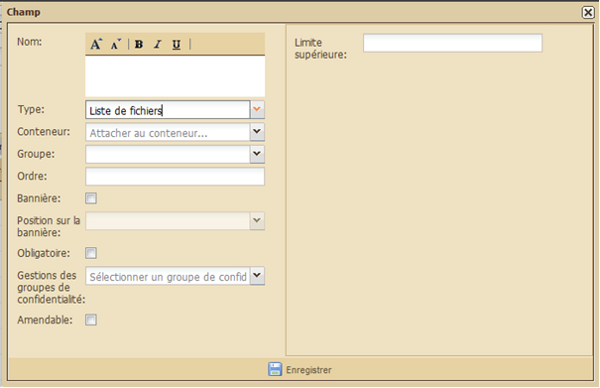 Champ
Nom:
A A B I U
Type:
Liste de fichiers
Conteneur:
Attacher au conteneur...
Groupe:
Ordre:
Bannière:
Position sur la
bannière:
Obligatoire:
Gestions des
groupes de
confidentialité:
Sélectionner un groupe de confid
Amendable:
Limite
supérieure:
Enregistrer